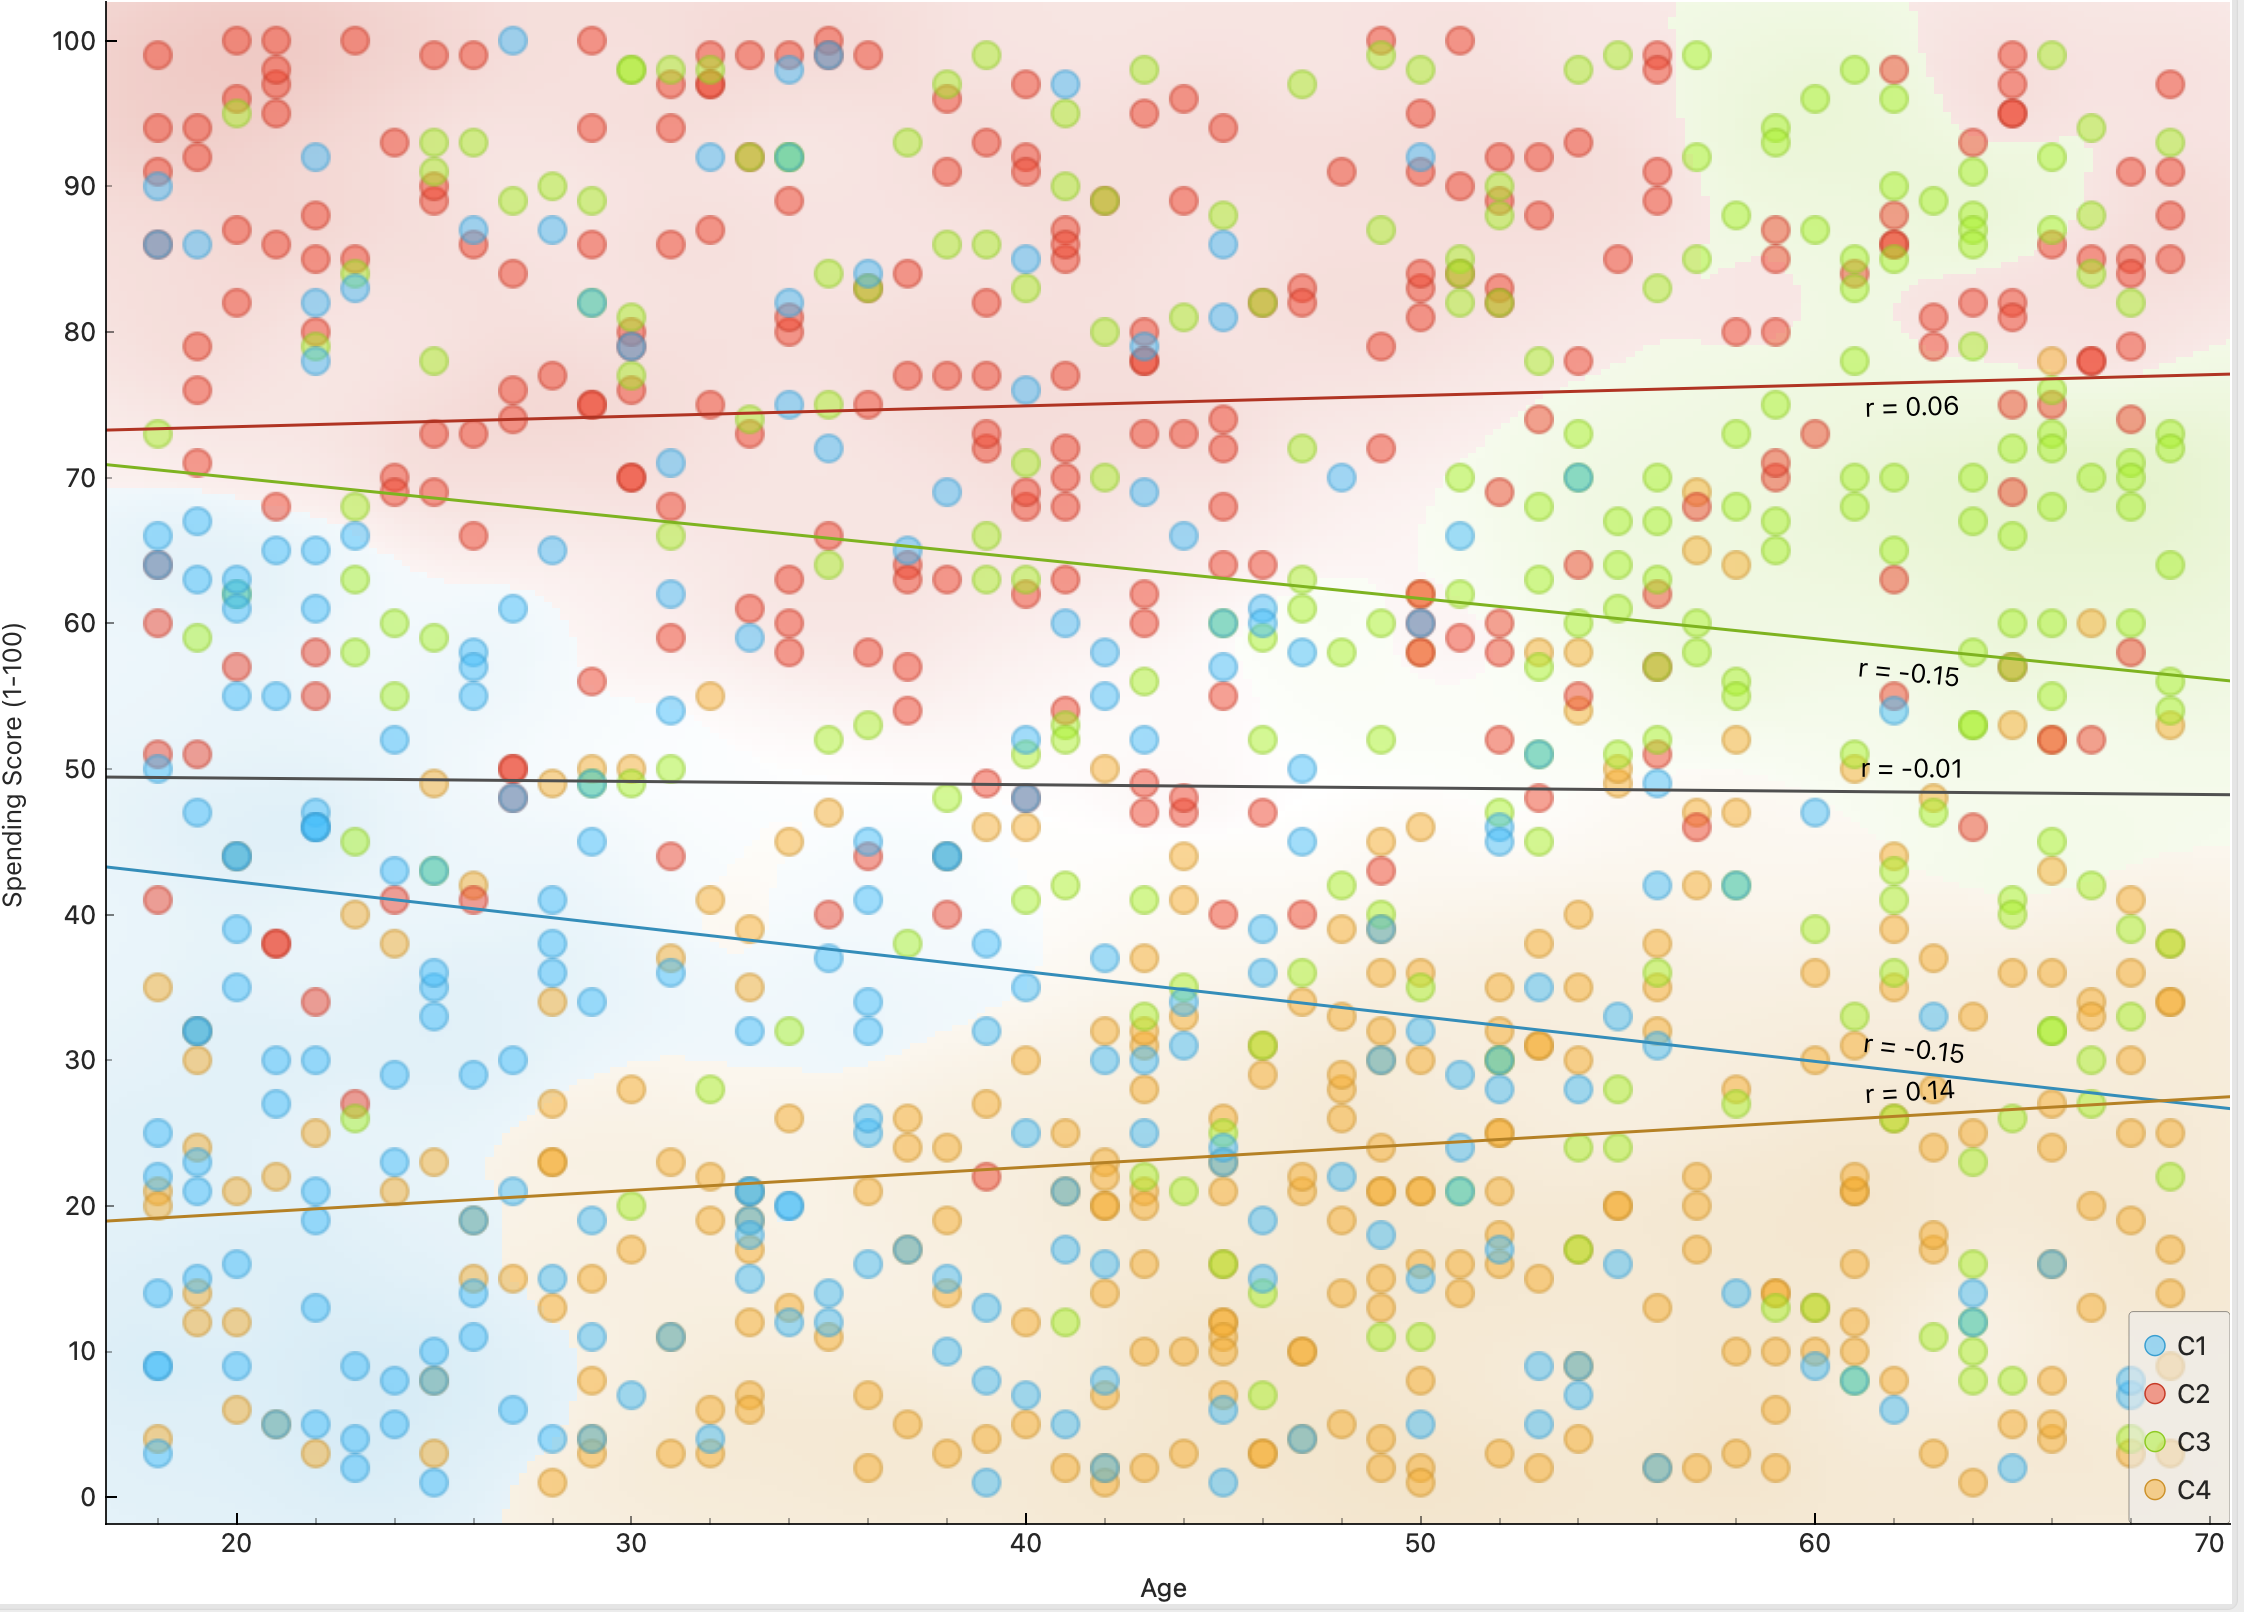 100
90
80
70
60
50
40
30
20
10
0
Spending Score (1-100)
r = 0.06
r = -0.15
r = -0.01
r = -0.15
r = 0.14
C1
C2
C3
C4
20 30 40 50 60 70
Age